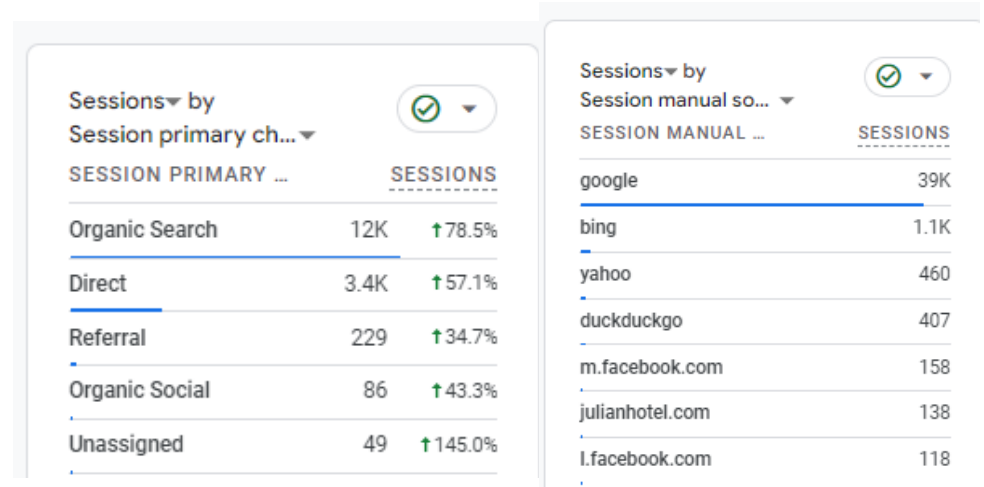 Sessions by
Session primary ch...
SESSION PRIMARY ... SESSIONS
Organic Search 12K ↑78.5%
Direct 3.4K ↑57.1%
Referral 229 ↑34.7%
Organic Social 86 ↑43.3%
Unassigned 49 ↑145.0%
Sessions by
Session manual so...
SESSION MANUAL ... SESSIONS
google 39K
bing 1.1K
yahoo 460
duckduckgo 407
m.facebook.com 158
julianhotel.com 138
l.facebook.com 118